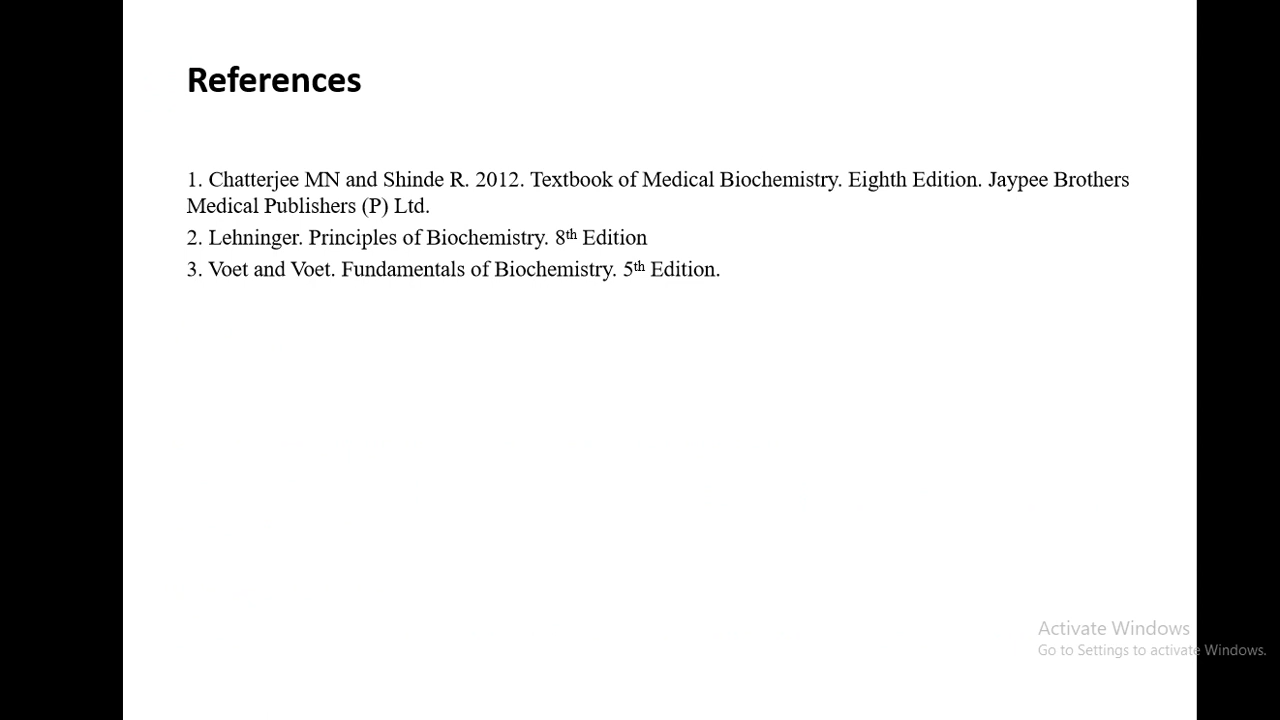 References
1. Chatterjee MN and Shinde R. 2012. Textbook of Medical Biochemistry. Eighth Edition. Jaypee Brothers
Medical Publishers (P) Ltd.
2. Lehninger. Principles of Biochemistry. 8th Edition
3. Voet and Voet. Fundamentals of Biochemistry. 5th Edition.
Activate Windows
Go to Settings to activate Windows.